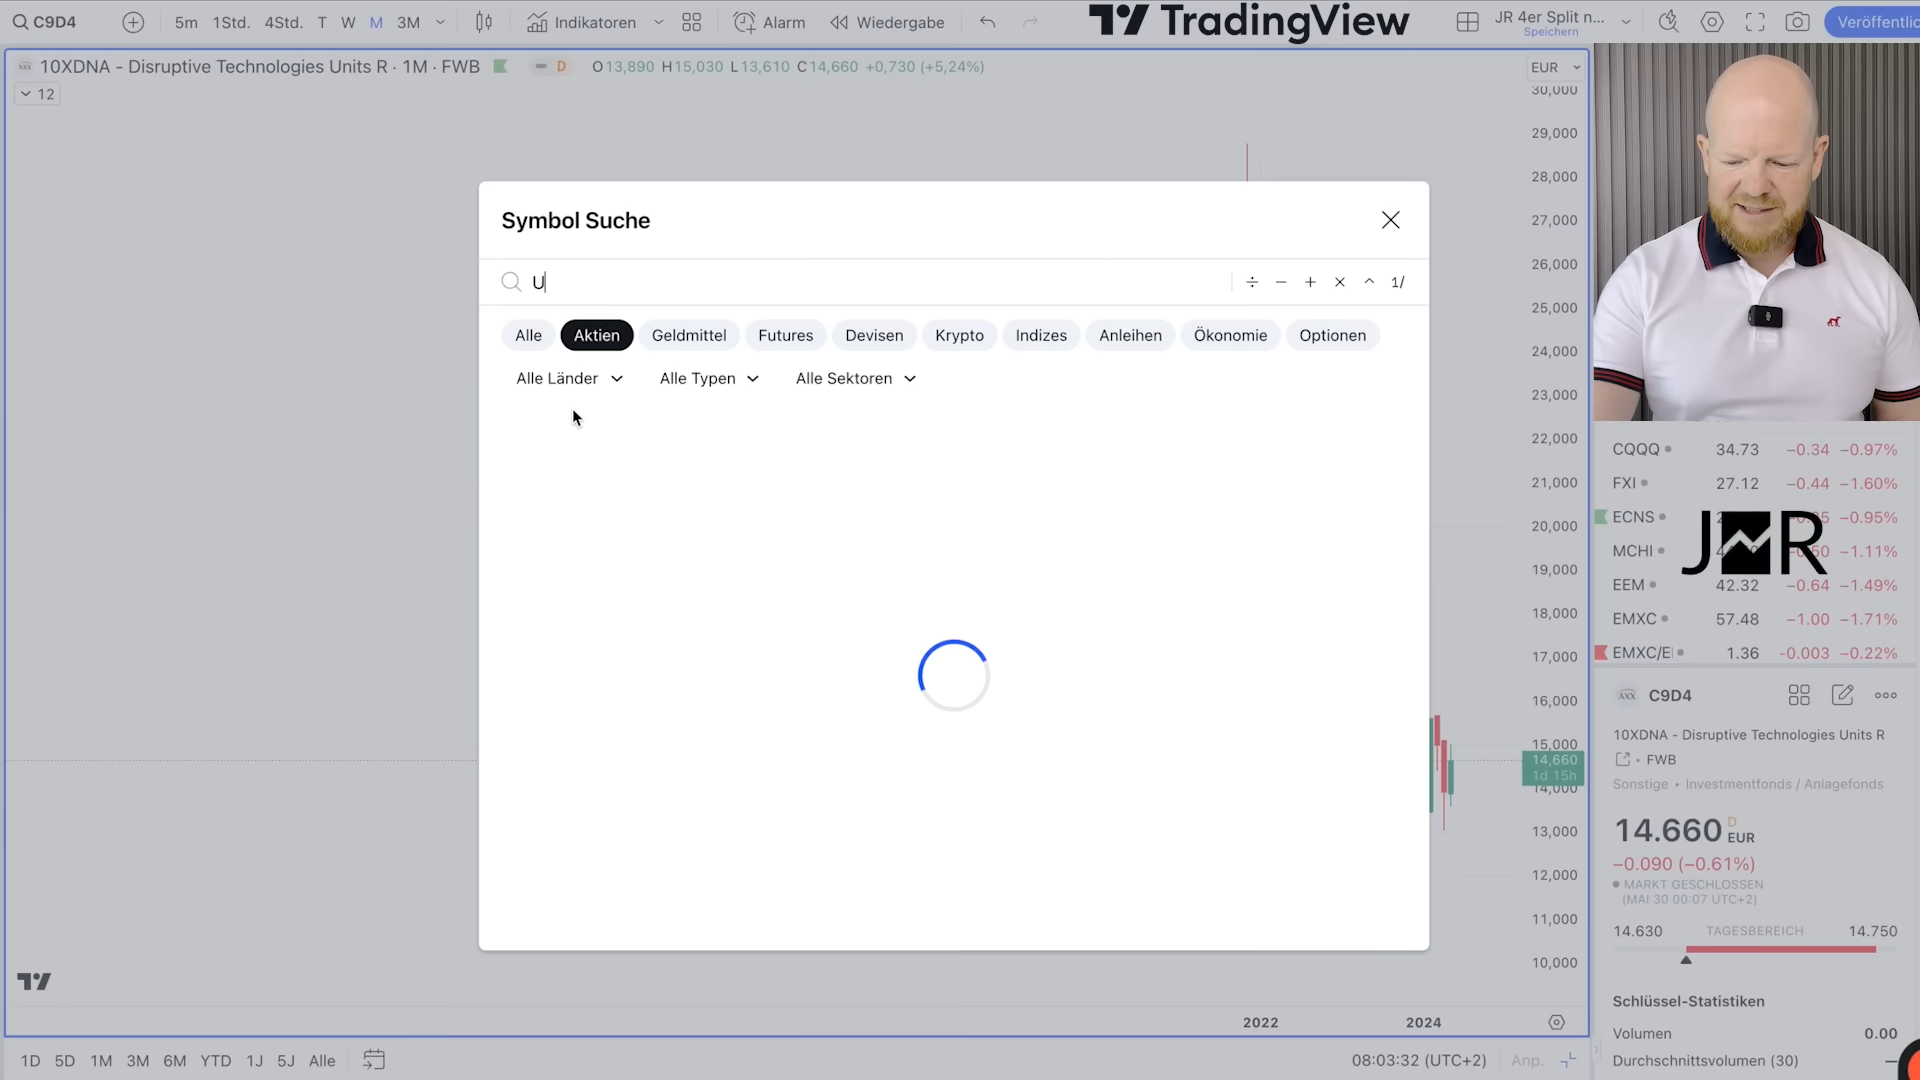 C9D4
5m 1Std. 4Std. T W M 3M
Indikatoren
Alarm
Wiedergabe
TradingView
JR 4er Split n...
Speichern
Veröffentlic
10XDNA - Disruptive Technologies Units R · 1M · FWB
D
O13,890 H15,030 L13,610 C14,660 +0,730 (+5,24%)
EUR
12
30,000
29,000
28,000
27,000
26,000
25,000
24,000
23,000
22,000
21,000
20,000
19,000
18,000
17,000
16,000
15,000
14,660
1d 15h
14,000
13,000
12,000
11,000
10,000
Symbol Suche
U
÷ − + × ^ 1/
Alle Aktien Geldmittel Futures Devisen Krypto Indizes Anleihen Ökonomie Optionen
Alle Länder Alle Typen Alle Sektoren
2022 2024
1D 5D 1M 3M 6M YTD 1J 5J Alle
08:03:32 (UTC+2) Anp.
CQQQ 34.73 −0.34 −0.97%
FXI 27.12 −0.44 −1.60%
ECNS −0.95%
MCHI −1.11%
EEM 42.32 −0.64 −1.49%
EMXC 57.48 −1.00 −1.71%
EMXC/E 1.36 -0.003 −0.22%
J R
AXX C9D4
10XDNA - Disruptive Technologies Units R
• FWB
Sonstige • Investmentfonds / Anlagefonds
14.660 D EUR
−0.090 (−0.61%)
MARKT GESCHLOSSEN
(MAI 30 00:07 UTC+2)
14.630 TAGESBEREICH 14.750
Schlüssel-Statistiken
Volumen 0.00
Durchschnittsvolumen (30) —